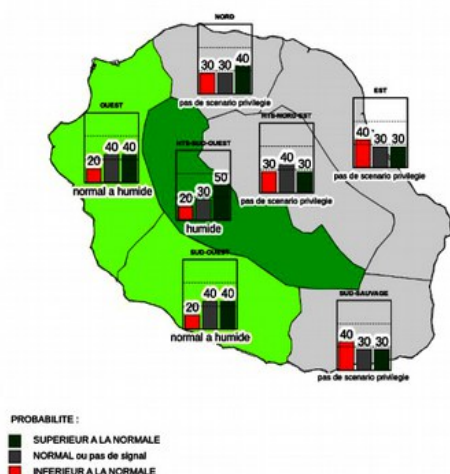 NORD
30 30 40
pas de scenario privilegie
EST
40 30 30
pas de scenario privilegie
OUEST
20 40 40
normal a humide
HTS-NORD-EST
30 40 30
pas de scenario privilegie
HTS-SUD-OUEST
20 30 50
humide
SUD-OUEST
20 40 40
normal a humide
SUD-SAUVAGE
40 30 30
pas de scenario privilegie
PROBABILITE :
SUPERIEUR A LA NORMALE
NORMAL ou pas de signal
INFERIEUR A LA NORMALE